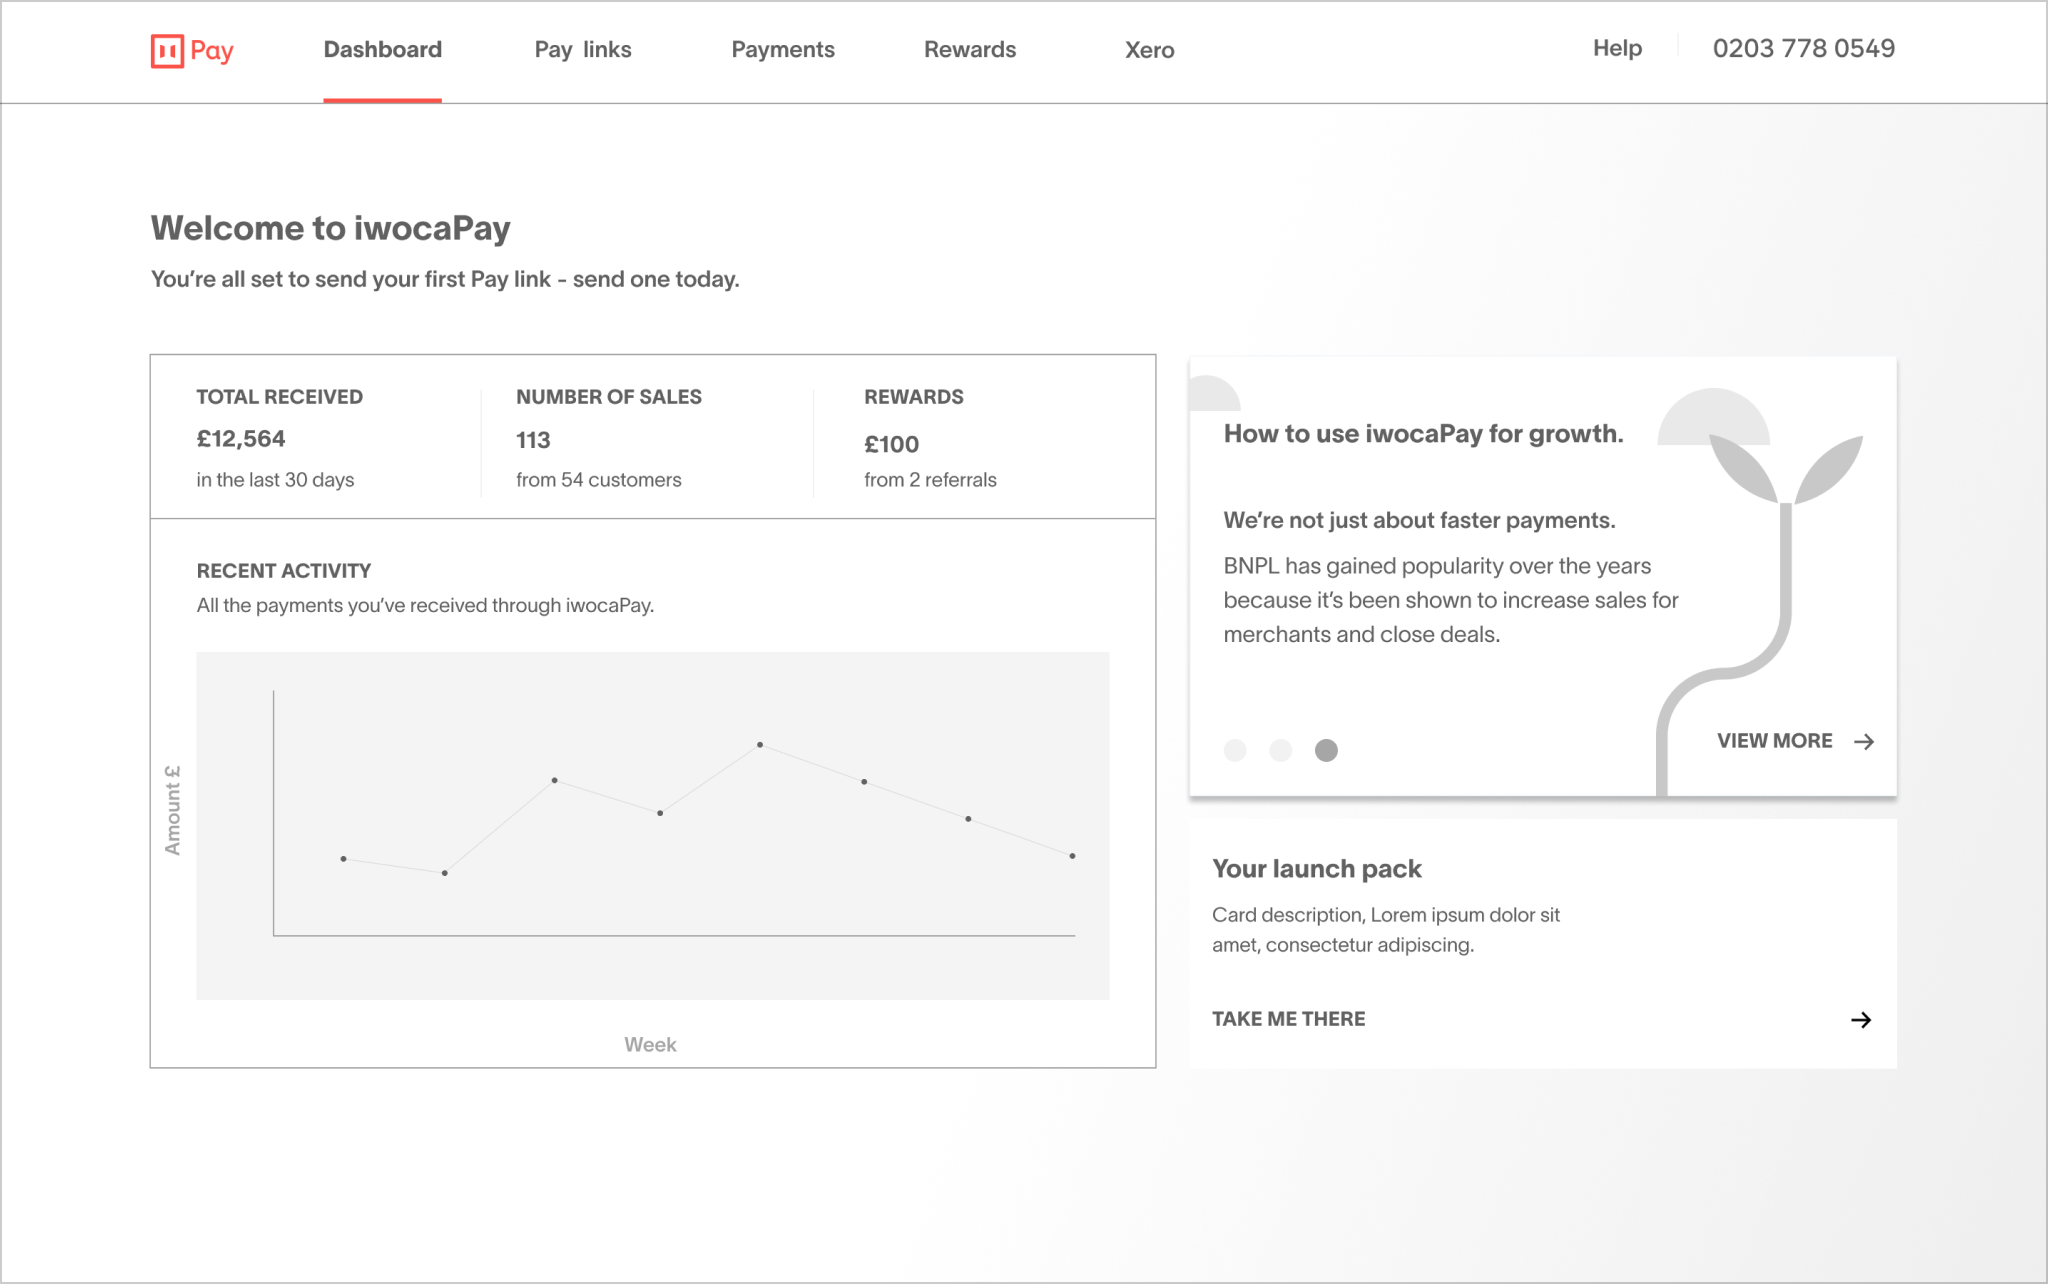 Pay
Dashboard
Pay links
Payments
Rewards
Xero
Help
0203 778 0549
Welcome to iwocaPay
You're all set to send your first Pay link - send one today.
TOTAL RECEIVED
£12,564
in the last 30 days
NUMBER OF SALES
113
from 54 customers
REWARDS
£100
from 2 referrals
RECENT ACTIVITY
All the payments you've received through iwocaPay.
Amount £
Week
How to use iwocaPay for growth.
We're not just about faster payments.
BNPL has gained popularity over the years
because it's been shown to increase sales for
merchants and close deals.
VIEW MORE
Your launch pack
Card description, Lorem ipsum dolor sit
amet, consectetur adipiscing.
TAKE ME THERE